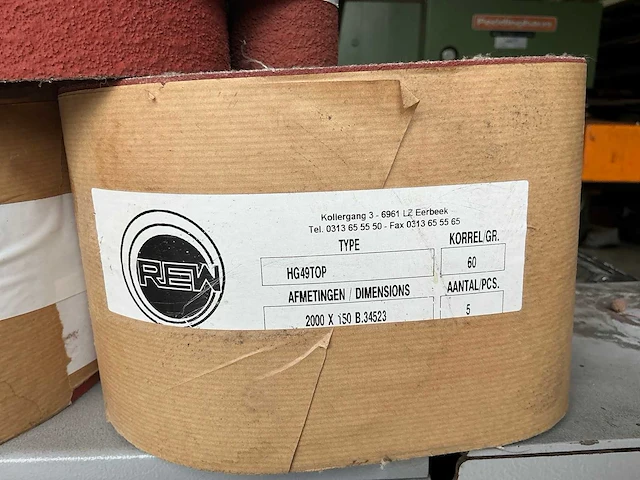 Kollergang 3 - 6961 LZ Eerbeek
Tel. 0313 65 55 50 - Fax 0313 65 55 65
REW
TYPE
KORREL/GR.
HG49TOP
60
AFMETINGEN / DIMENSIONS
AANTAL/PCS.
2000 X 150 B.34523
5